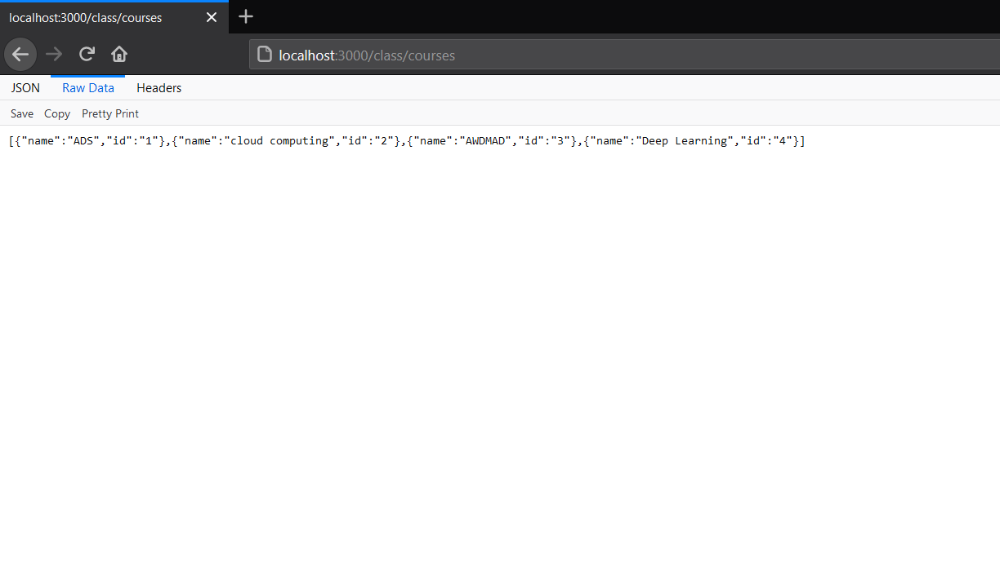 localhost:3000/class/courses
localhost:3000/class/courses
JSON Raw Data Headers
Save Copy Pretty Print
[{"name":"ADS","id":"1"},{"name":"cloud computing","id":"2"},{"name":"AWDMAD","id":"3"},{"name":"Deep Learning","id":"4"}]